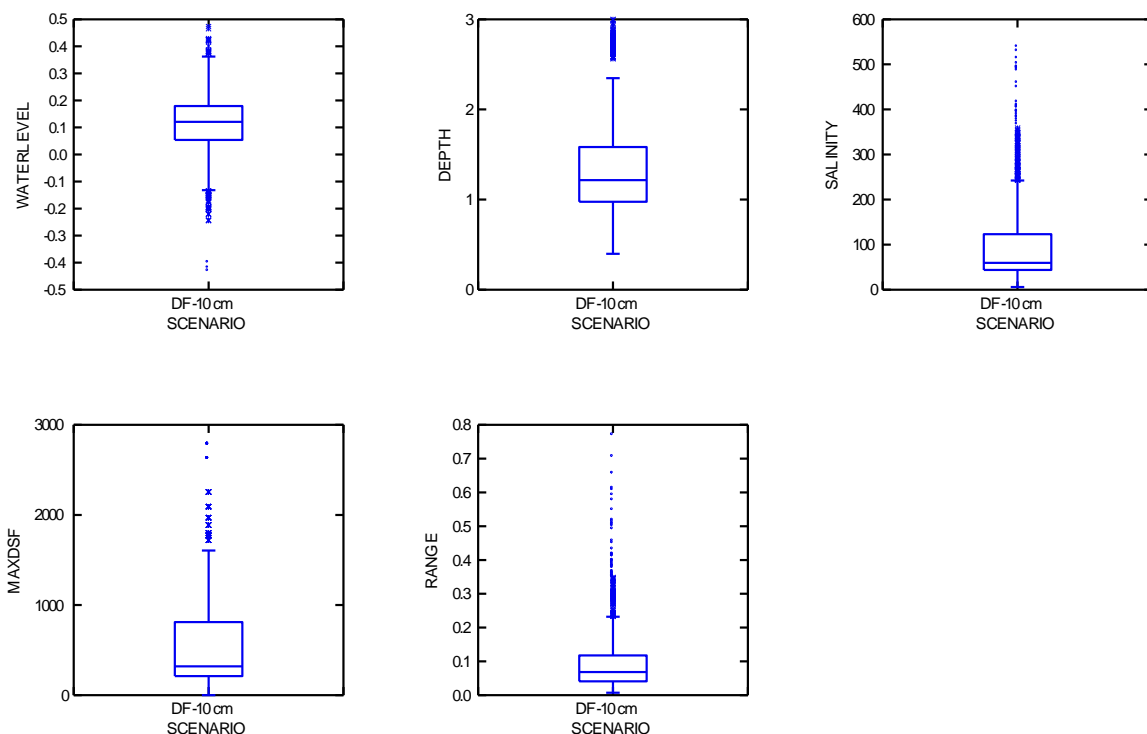 WATERLEVEL
0.5
0.4
0.3
0.2
0.1
0.0
-0.1
-0.2
-0.3
-0.4
-0.5
DF-10cm
SCENARIO
DEPTH
3
2
1
0
DF-10cm
SCENARIO
SALINITY
600
500
400
300
200
100
0
DF-10cm
SCENARIO
MAXDSF
3000
2000
1000
0
DF-10cm
SCENARIO
RANGE
0.8
0.7
0.6
0.5
0.4
0.3
0.2
0.1
0.0
DF-10cm
SCENARIO